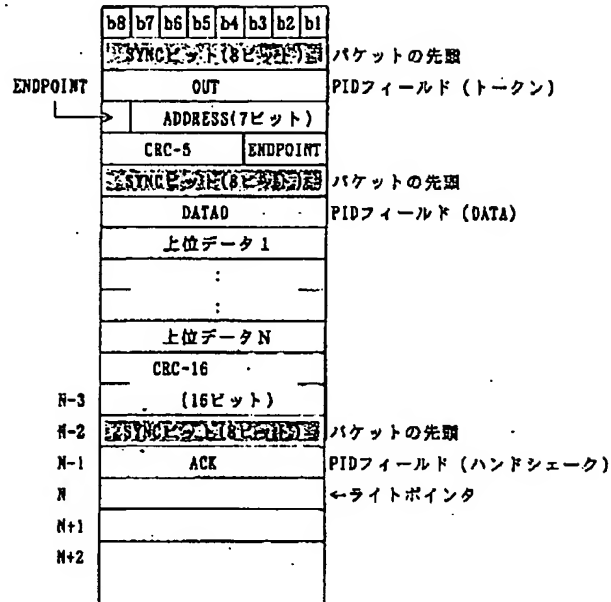 b8 b7 b6 b5 b4 b3 b2 b1
SYNCビット(8ビット) パケットの先頭
ENDPOINT OUT PIDフィールド (トークン)
ADDRESS(7ビット)
CRC-5 ENDPOINT
SYNCビット(8ビット) パケットの先頭
DATA0 PIDフィールド (DATA)
上位データ1
:
:
上位データN
CRC-16
N-3 (16ビット)
N-2 SYNCビット(8ビット) パケットの先頭
N-1 ACK PIDフィールド (ハンドシェーク)
N ←ライトポインタ
N+1
N+2